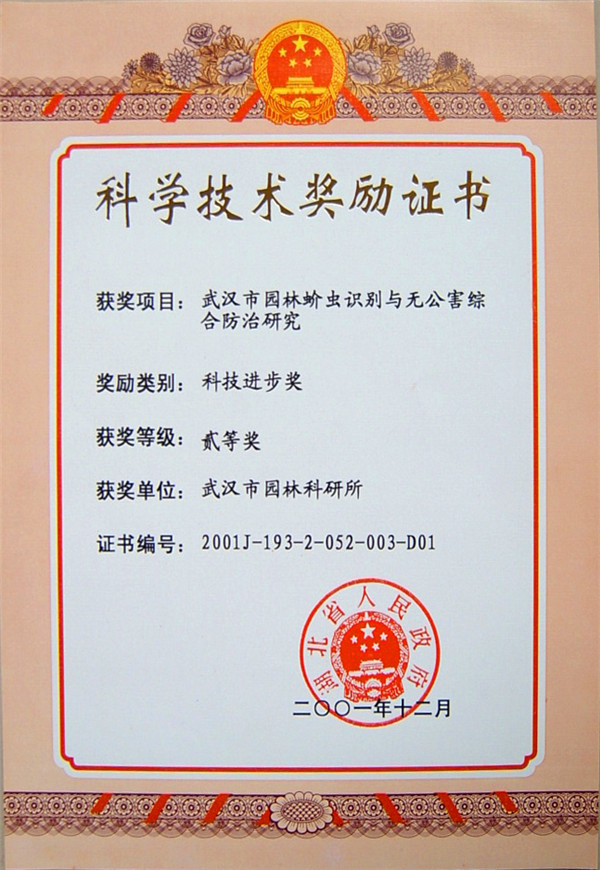 科学技术奖励证书
获奖项目：武汉市园林蚧虫识别与无公害综
合防治研究
奖励类别：科技进步奖
获奖等级：贰等奖
获奖单位：武汉市园林科研所
证书编号：2001J-193-2-052-003-D01
湖北省人民政府
二〇〇一年十二月